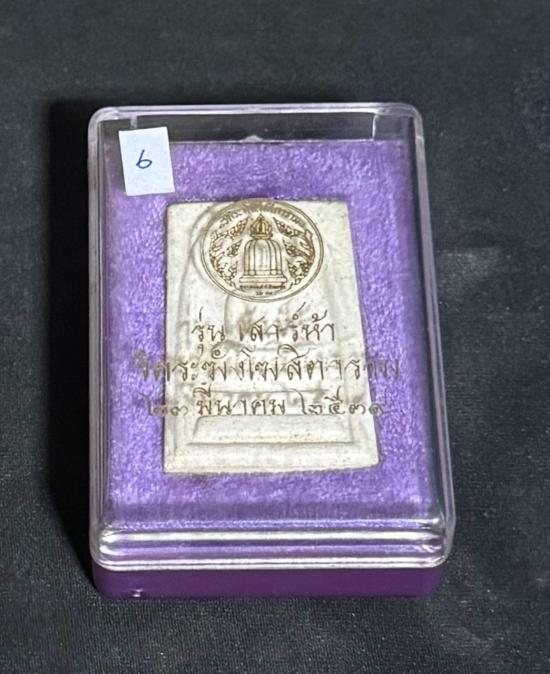 6
รุ่น เสาร์ห้า
วัดระฆังโฆสิตาราม
๒๓ มีนาคม ๒๕๓๙